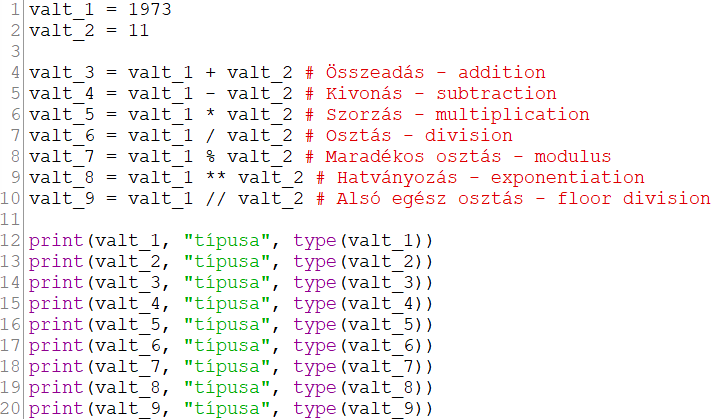 1 valt_1 = 1973
2 valt_2 = 11
3
4 valt_3 = valt_1 + valt_2 # Összeadás - addition
5 valt_4 = valt_1 - valt_2 # Kivonás - subtraction
6 valt_5 = valt_1 * valt_2 # Szorzás - multiplication
7 valt_6 = valt_1 / valt_2 # Osztás - division
8 valt_7 = valt_1 % valt_2 # Maradékos osztás - modulus
9 valt_8 = valt_1 ** valt_2 # Hatványozás - exponentiation
10 valt_9 = valt_1 // valt_2 # Alsó egész osztás - floor division
11
12 print(valt_1, "típusa", type(valt_1))
13 print(valt_2, "típusa", type(valt_2))
14 print(valt_3, "típusa", type(valt_3))
15 print(valt_4, "típusa", type(valt_4))
16 print(valt_5, "típusa", type(valt_5))
17 print(valt_6, "típusa", type(valt_6))
18 print(valt_7, "típusa", type(valt_7))
19 print(valt_8, "típusa", type(valt_8))
20 print(valt_9, "típusa", type(valt_9))